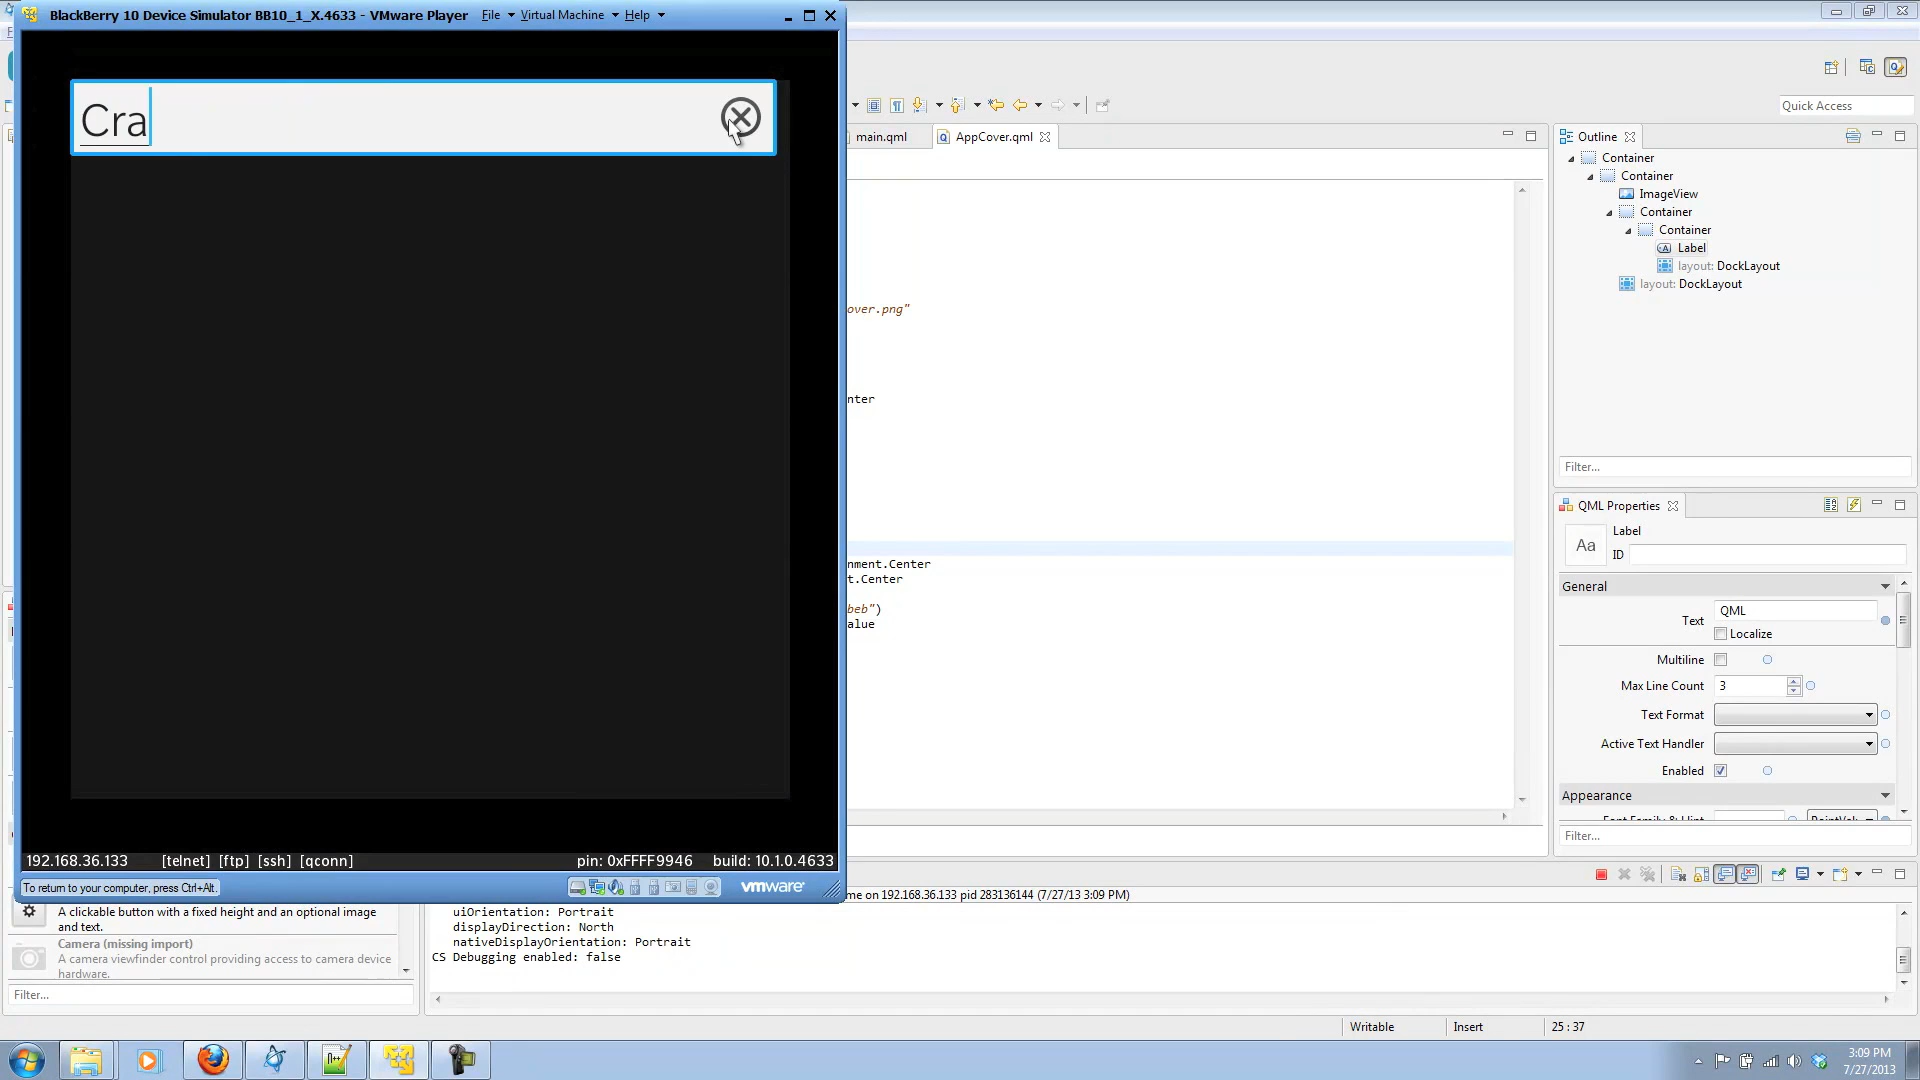 BlackBerry 10 Device Simulator BB10_1_X.4633 - VMware Player File Virtual Machine Help
Cra
192.168.36.133 [telnet] [ftp] [ssh] [qconn] pin: 0xFFFF9946 build: 10.1.0.4633
To return to your computer, press Ctrl+Alt.
vmware
Quick Access
main.qml AppCover.qml
over.png"
nter
nment.Center
t.Center
beb")
alue
Outline
Container
Container
ImageView
Container
Container
Label
layout: DockLayout
layout: DockLayout
Filter...
QML Properties
Aa
Label
ID
General
Text QML
Localize
Multiline
Max Line Count 3
Text Format
Active Text Handler
Enabled
Appearance
Filter...
me on 192.168.36.133 pid 283136144 (7/27/13 3:09 PM)
uiOrientation: Portrait
displayDirection: North
nativeDisplayOrientation: Portrait
CS Debugging enabled: false
A clickable button with a fixed height and an optional image
and text.
Camera (missing import)
A camera viewfinder control providing access to camera device
hardware.
Filter...
Writable Insert 25 : 37
3:09 PM
7/27/2013